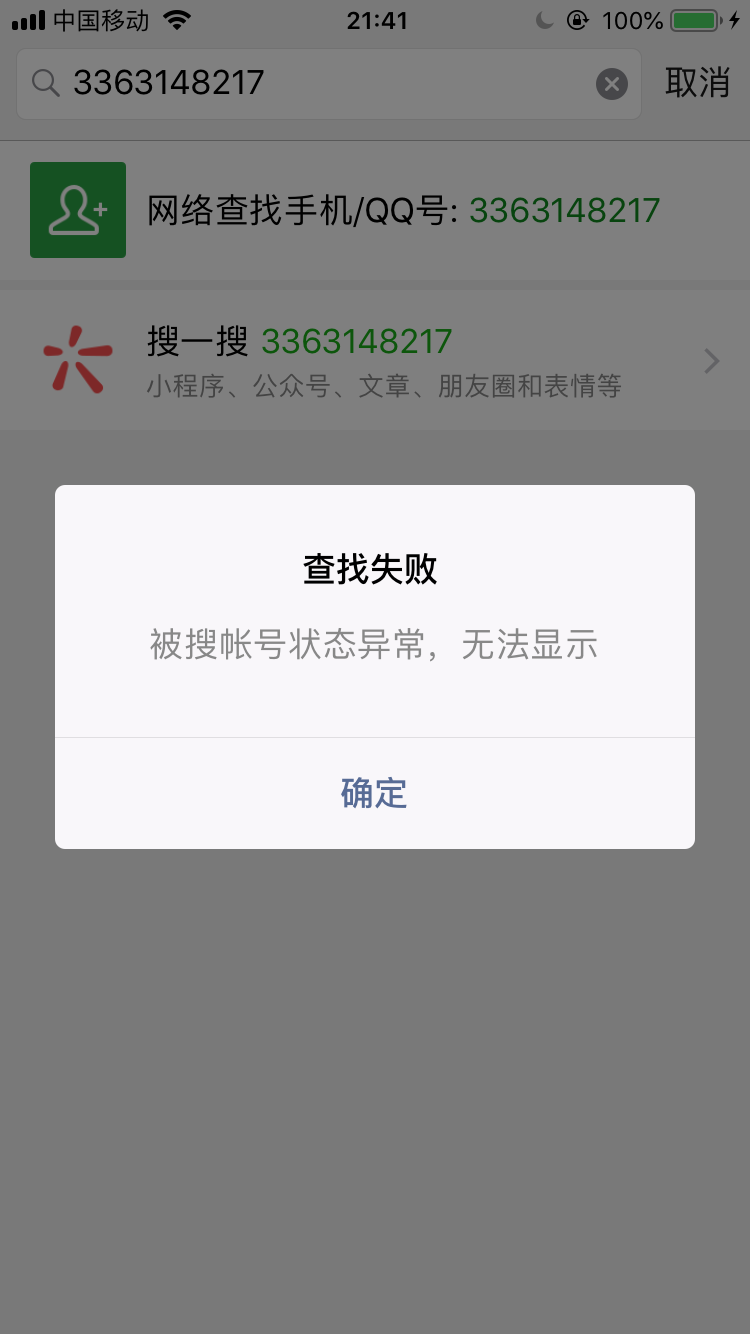 中国移动 21:41 100%
3363148217 取消
网络查找手机/QQ号: 3363148217
搜一搜 3363148217
小程序、公众号、文章、朋友圈和表情等
查找失败
被搜帐号状态异常，无法显示
确定